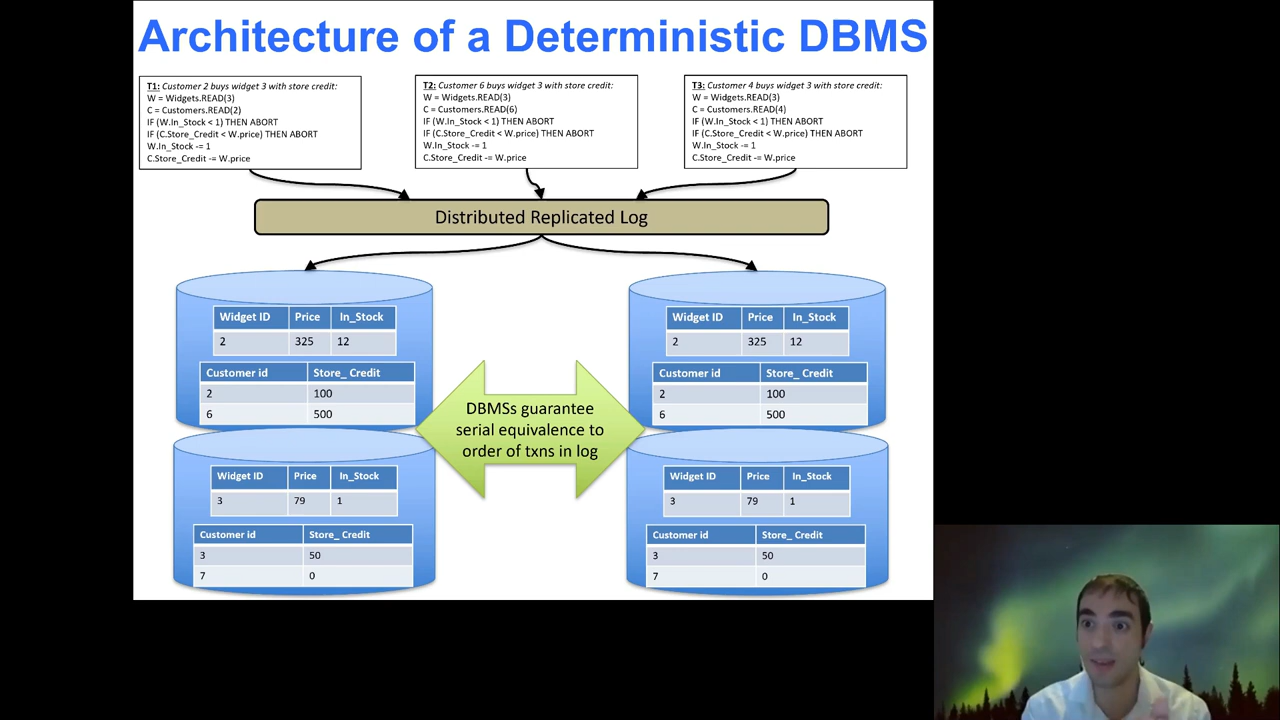 Architecture of a Deterministic DBMS
T1: Customer 2 buys widget 3 with store credit:
W = Widgets.READ(3)
C = Customers.READ(2)
IF (W.In_Stock < 1) THEN ABORT
IF (C.Store_Credit < W.price) THEN ABORT
W.In_Stock -= 1
C.Store_Credit -= W.price
T2: Customer 6 buys widget 3 with store credit:
W = Widgets.READ(3)
C = Customers.READ(6)
IF (W.In_Stock < 1) THEN ABORT
IF (C.Store_Credit < W.price) THEN ABORT
W.In_Stock -= 1
C.Store_Credit -= W.price
T3: Customer 4 buys widget 3 with store credit:
W = Widgets.READ(3)
C = Customers.READ(4)
IF (W.In_Stock < 1) THEN ABORT
IF (C.Store_Credit < W.price) THEN ABORT
W.In_Stock -= 1
C.Store_Credit -= W.price
Distributed Replicated Log
Widget ID Price In_Stock
2 325 12
Customer id Store_ Credit
2 100
6 500
Widget ID Price In_Stock
3 79 1
Customer id Store_ Credit
3 50
7 0
DBMSs guarantee
serial equivalence to
order of txns in log
Widget ID Price In_Stock
2 325 12
Customer id Store_ Credit
2 100
6 500
Widget ID Price In_Stock
3 79 1
Customer id Store_ Credit
3 50
7 0